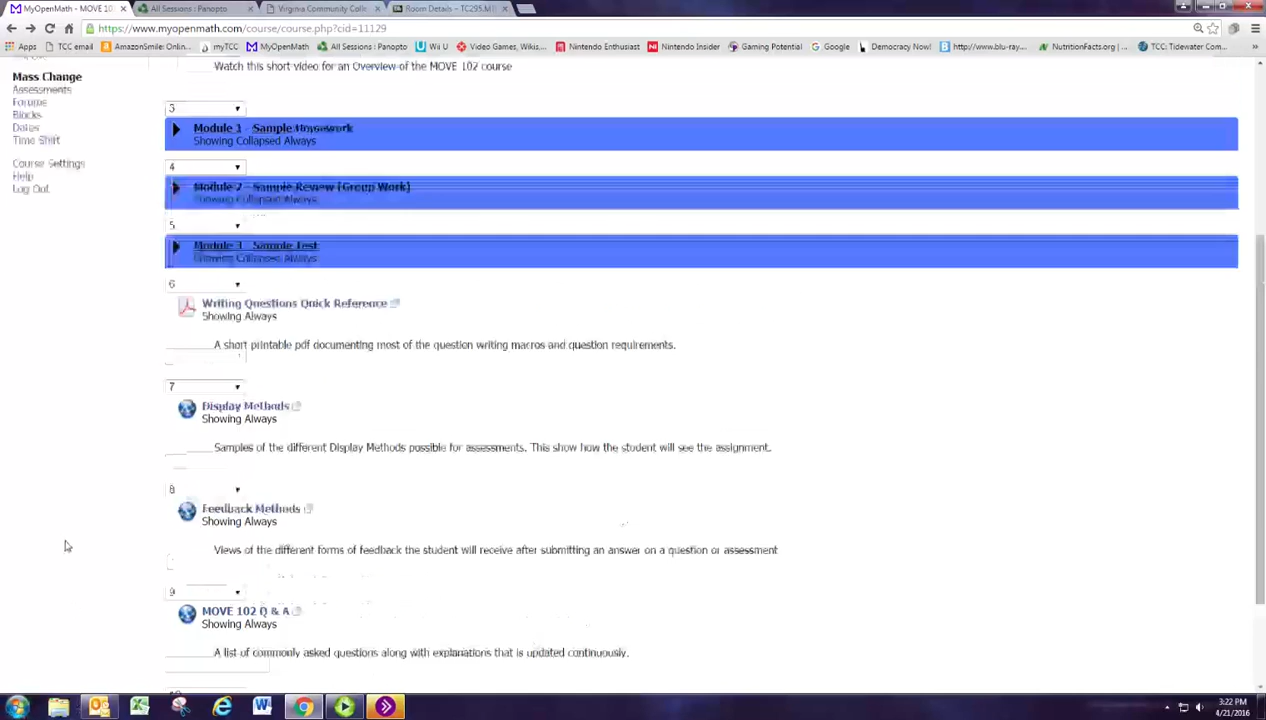 MyOpenMath - MOVE 10
All Sessions : Panopto
Virginia Community Colle
Room Details - TC295.M
https://www.myopenmath.com/course/course.php?cid=11129
Apps
TCC email
AmazonSmile: Onlin...
myTCC
MyOpenMath
All Sessions : Panopto
Wii U
Video Games, Wikis,...
Nintendo Enthusiast
Nintendo Insider
Gaming Potential
Google
Democracy Now!
http://www.blu-ray...
NutritionFacts.org |...
TCC: Tidewater Com...
Mass Change
Assessments
Forums
Blocks
Dates
Time Shift
Course Settings
Help
Log Out
Watch this short video for an Overview of the MOVE 102 course
3
Module 1 - Sample Homework
Showing Collapsed Always
4
Module 2 - Sample Review (Group Work)
Showing Collapsed Always
5
Module 3 - Sample Test
Showing Collapsed Always
6
Writing Questions Quick Reference
Showing Always
A short printable pdf documenting most of the question writing macros and question requirements.
7
Display Methods
Showing Always
Samples of the different Display Methods possible for assessments. This show how the student will see the assignment.
8
Feedback Methods
Showing Always
Views of the different forms of feedback the student will receive after submitting an answer on a question or assessment
9
MOVE 102 Q & A
Showing Always
A list of commonly asked questions along with explanations that is updated continuously.
3:22 PM
4/21/2016